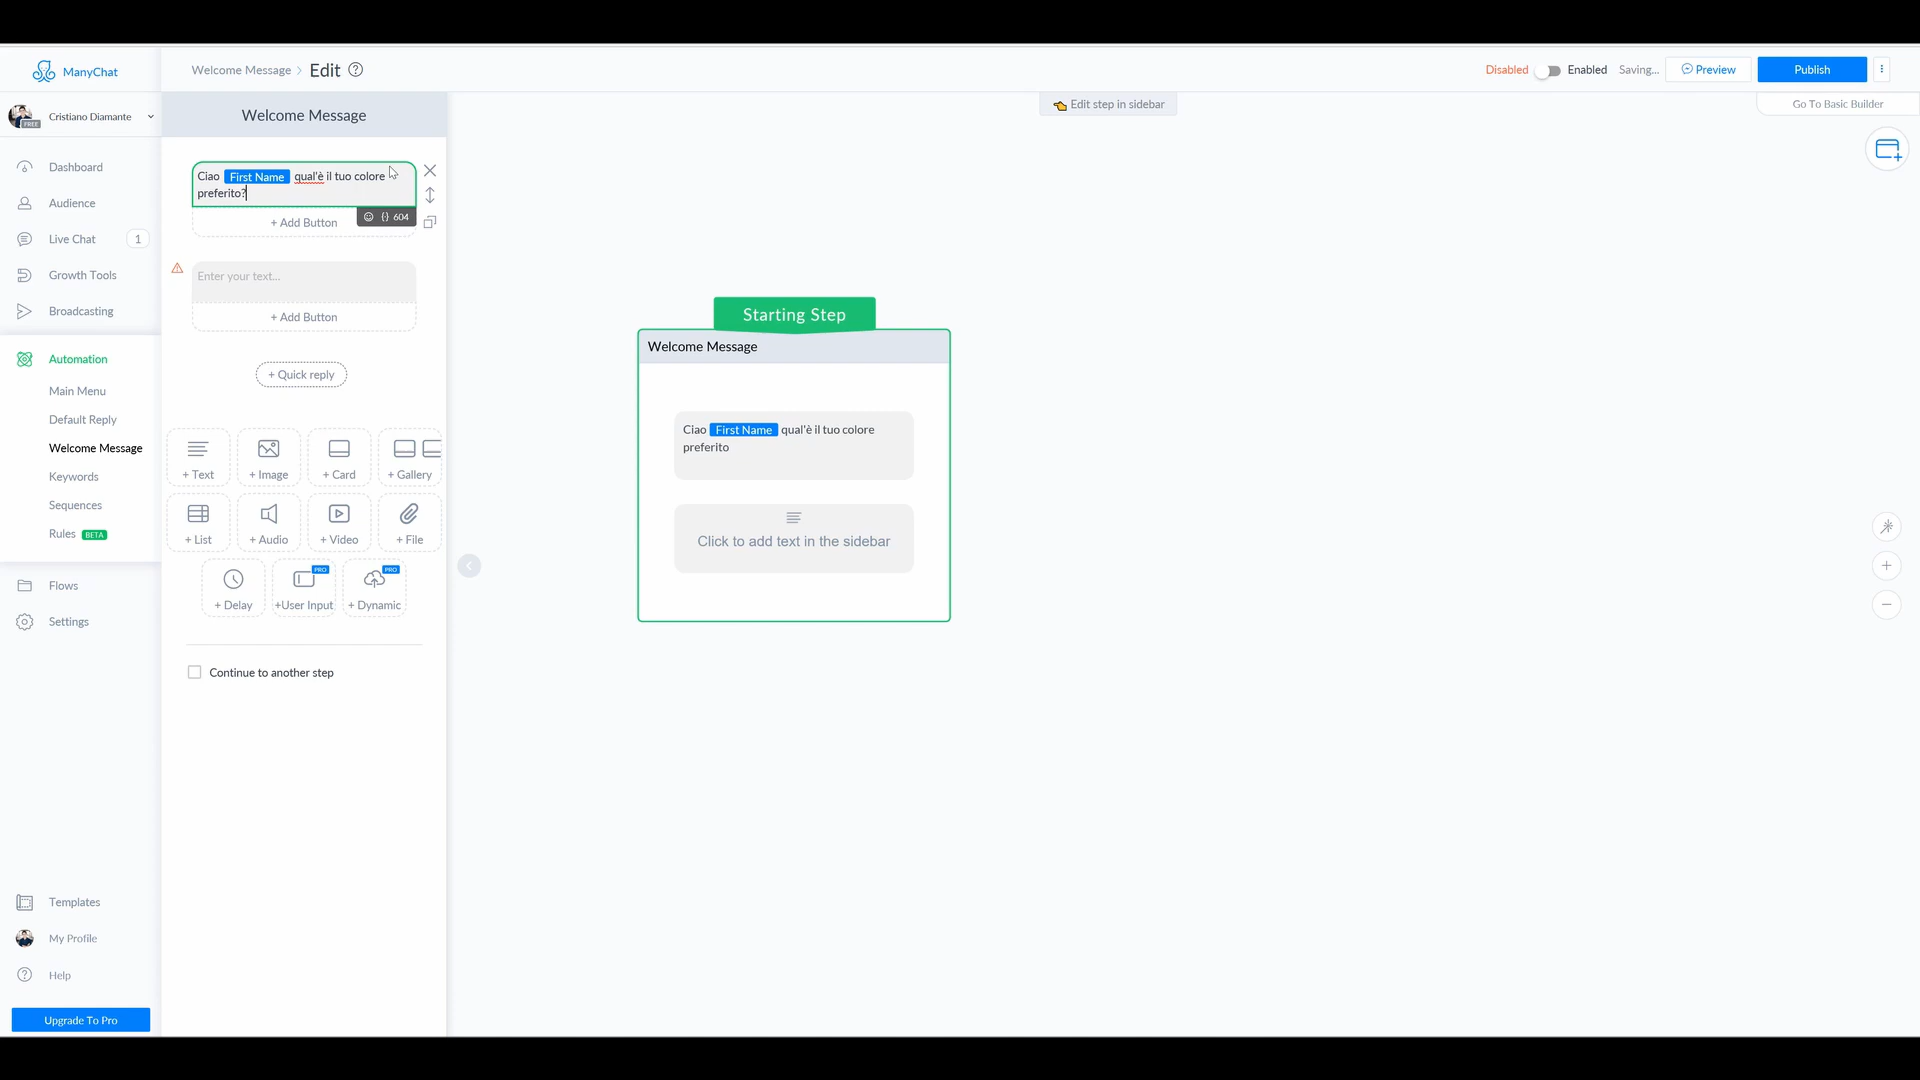 ManyChat
Welcome Message > Edit
Disabled Enabled Saving... Preview Publish
Go To Basic Builder
Edit step in sidebar
FREE Cristiano Diamante
Dashboard
Audience
Live Chat 1
Growth Tools
Broadcasting
Automation
Main Menu
Default Reply
Welcome Message
Keywords
Sequences
Rules BETA
Flows
Settings
Templates
My Profile
Help
Upgrade To Pro
Welcome Message
Ciao First Name qual'è il tuo colore
preferito?
{} 604
+ Add Button
Enter your text...
+ Add Button
+ Quick reply
+ Text + Image + Card + Gallery
+ List + Audio + Video + File
PRO PRO
+ Delay +User Input + Dynamic
Continue to another step
Starting Step
Welcome Message
Ciao First Name qual'è il tuo colore
preferito
Click to add text in the sidebar